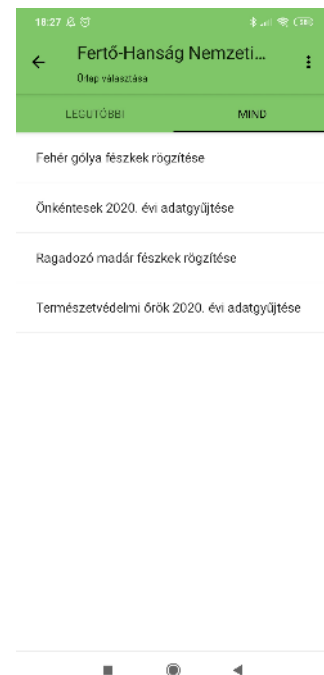 18:27
Fertő-Hanság Nemzeti...
Űrlap választása
LEGUTÓBBI
MIND
Fehér gólya fészkek rögzítése
Önkéntesek 2020. évi adatgyűjtése
Ragadozó madár fészkek rögzítése
Természetvédelmi őrök 2020. évi adatgyűjtése